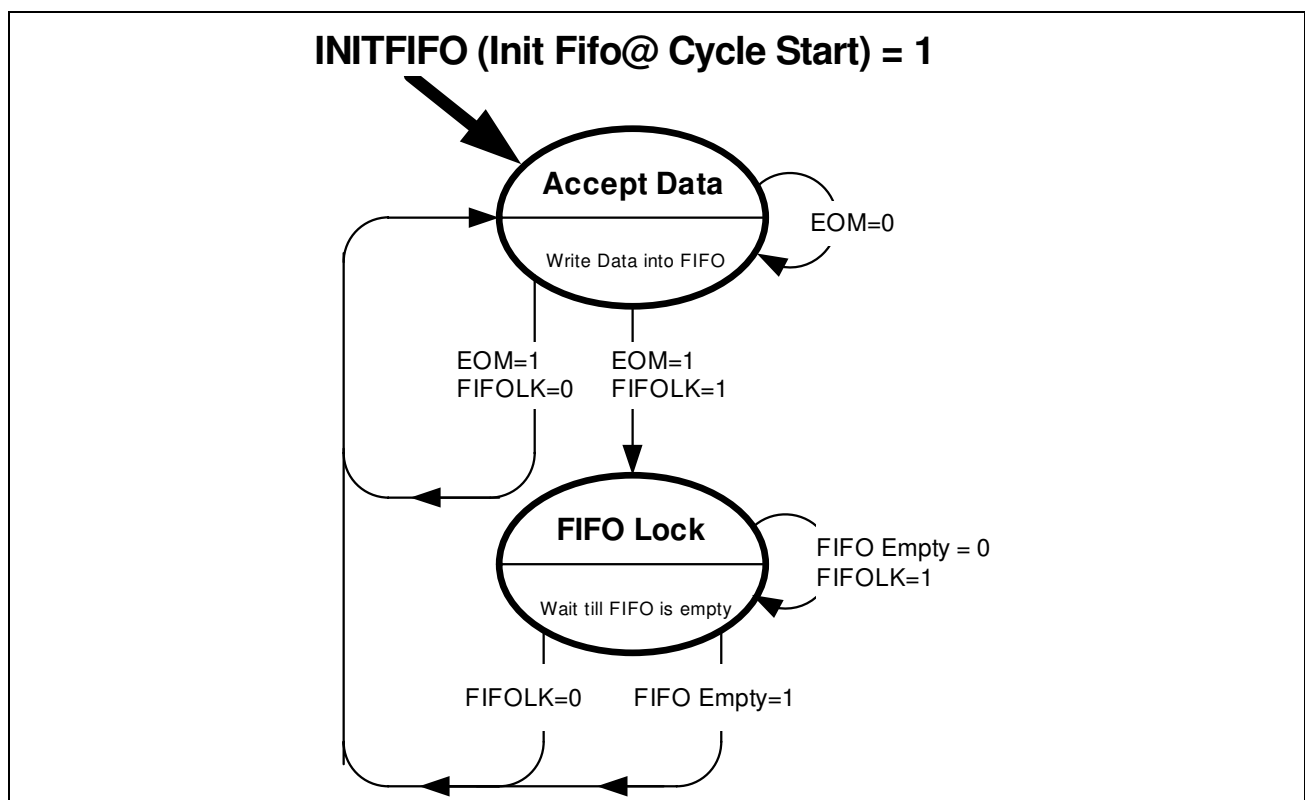 INITFIFO (Init Fifo@ Cycle Start) = 1
Accept Data
EOM=0
Write Data into FIFO
EOM=1
FIFOLK=0
EOM=1
FIFOLK=1
FIFO Lock
FIFO Empty = 0
FIFOLK=1
Wait till FIFO is empty
FIFOLK=0
FIFO Empty=1